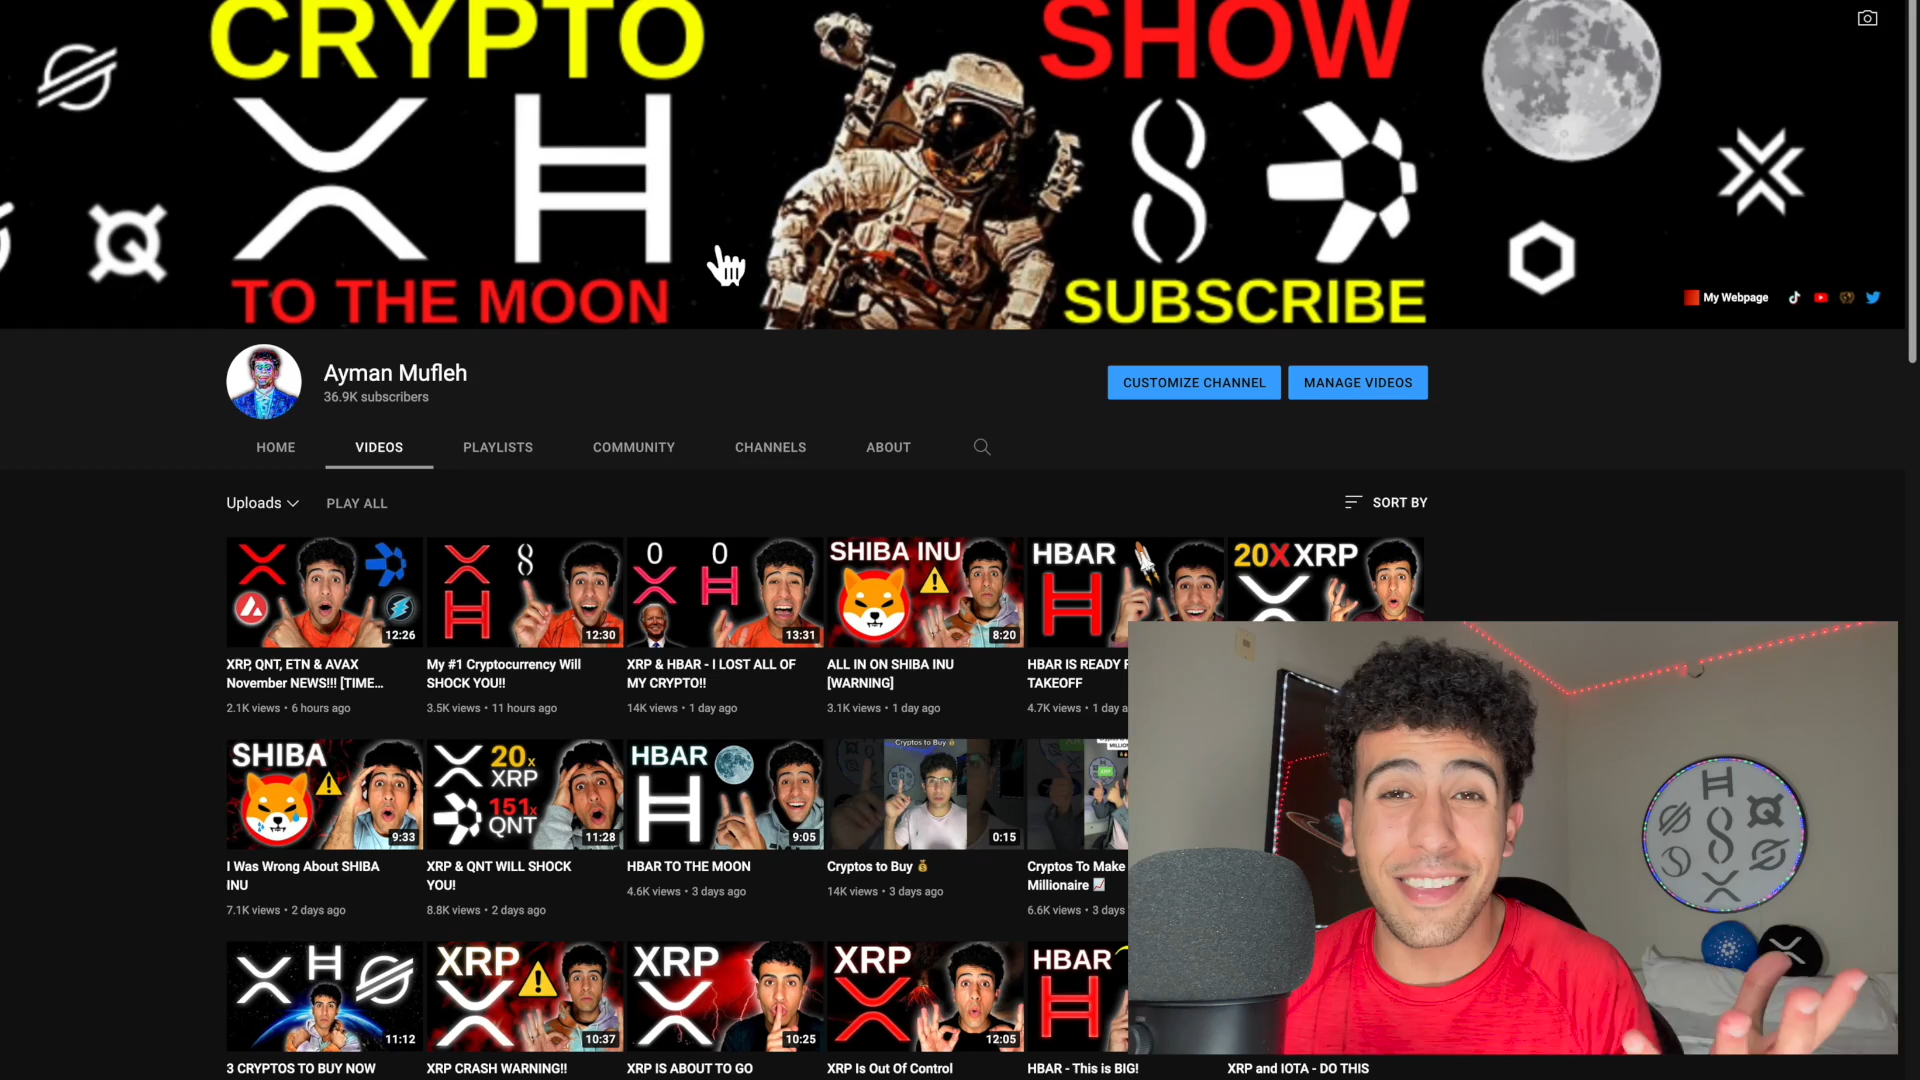 CRYPTO SHOW
TO THE MOON
SUBSCRIBE
My Webpage
Ayman Mufleh
36.9K subscribers
CUSTOMIZE CHANNEL
MANAGE VIDEOS
HOME VIDEOS PLAYLISTS COMMUNITY CHANNELS ABOUT
Uploads
PLAY ALL
SORT BY
12:26
12:30
0 0
13:31
SHIBA INU
8:20
HBAR
20X XRP
XRP, QNT, ETN & AVAX
November NEWS!!! [TIME...
2.1K views • 6 hours ago
My #1 Cryptocurrency Will
SHOCK YOU!!
3.5K views • 11 hours ago
XRP & HBAR - I LOST ALL OF
MY CRYPTO!!
14K views • 1 day ago
ALL IN ON SHIBA INU
[WARNING]
3.1K views • 1 day ago
HBAR IS READY F
TAKEOFF
4.7K views • 1 day a
SHIBA
9:33
20x
XRP
151x
QNT
11:28
HBAR
9:05
Cryptos to Buy 💰
0:15
I Was Wrong About SHIBA
INU
7.1K views • 2 days ago
XRP & QNT WILL SHOCK
YOU!
8.8K views • 2 days ago
HBAR TO THE MOON
4.6K views • 3 days ago
Cryptos to Buy 💰
14K views • 3 days ago
Cryptos To Make
Millionaire 📈
6.6K views • 3 days
11:12
XRP
10:37
XRP
10:25
XRP
12:05
HBAR
3 CRYPTOS TO BUY NOW
XRP CRASH WARNING!!
XRP IS ABOUT TO GO
XRP Is Out Of Control
HBAR - This is BIG!
XRP and IOTA - DO THIS